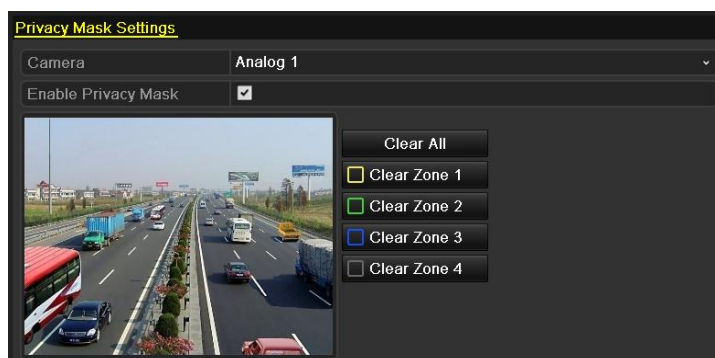 Privacy Mask Settings
Camera Analog 1
Enable Privacy Mask
Clear All
Clear Zone 1
Clear Zone 2
Clear Zone 3
Clear Zone 4